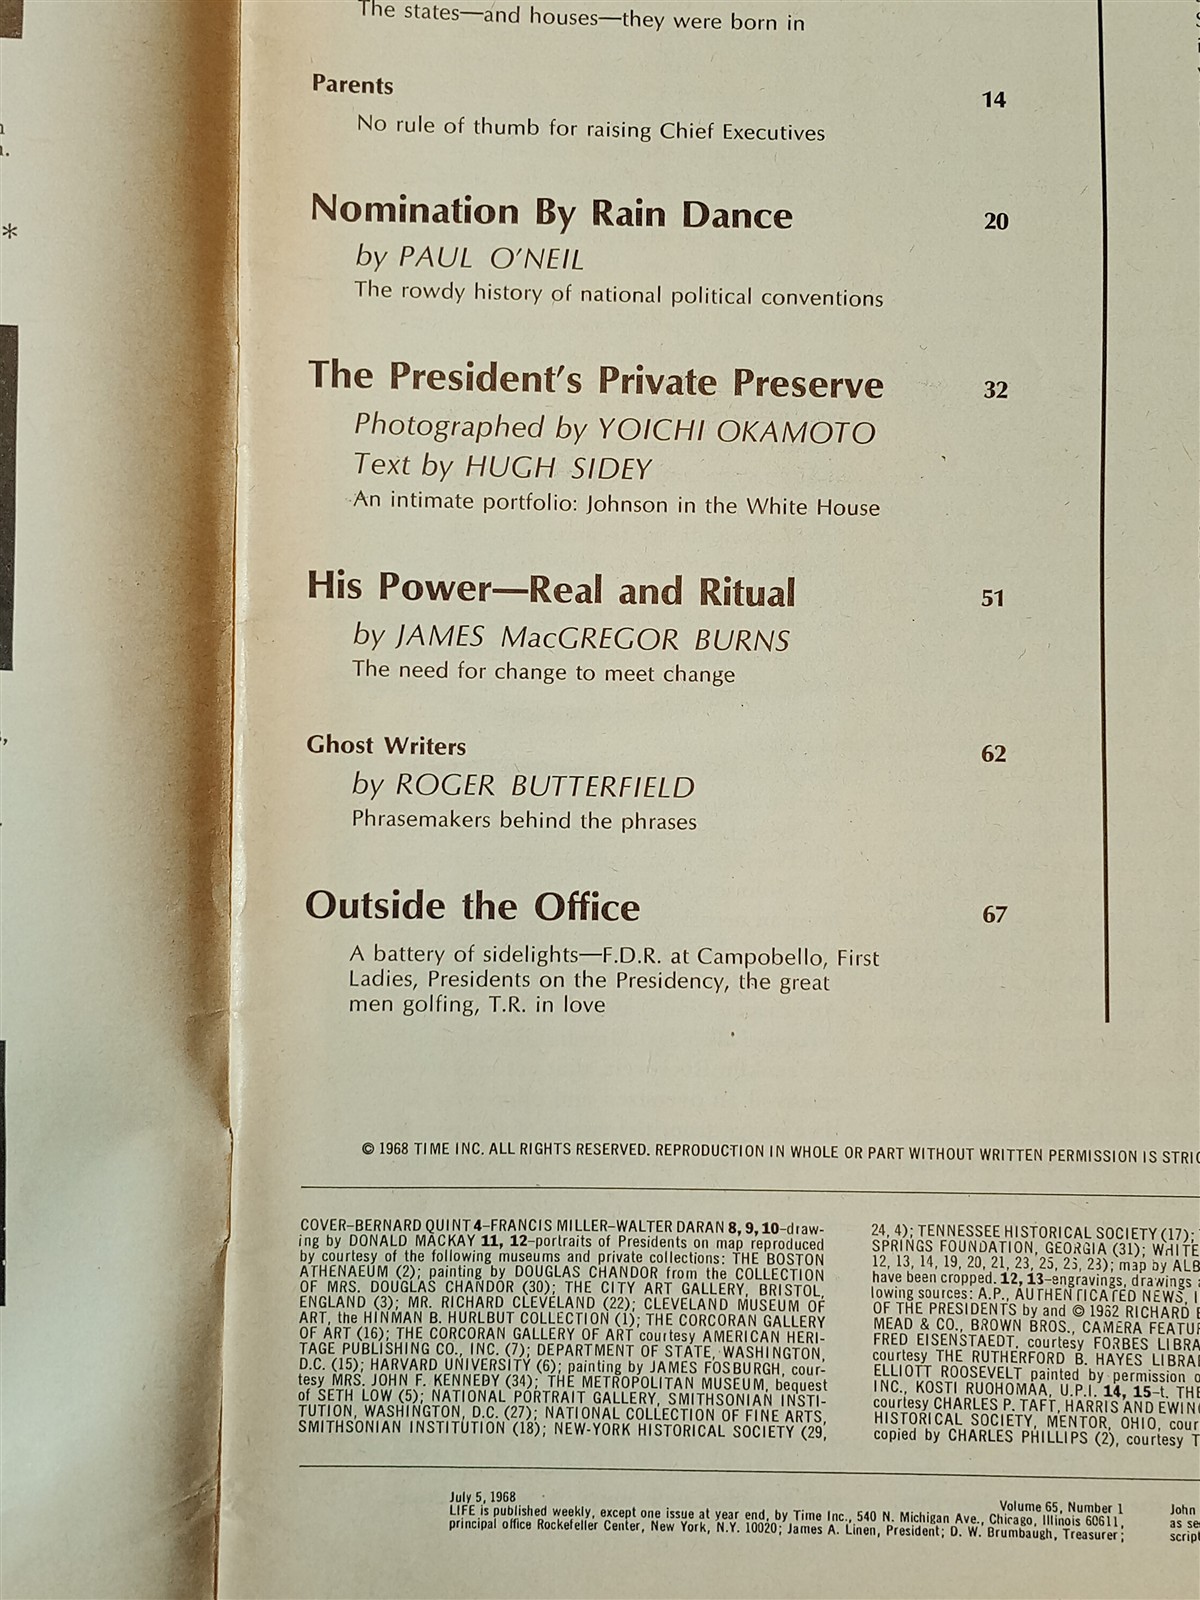 The states—and houses—they were born in
Parents 14
No rule of thumb for raising Chief Executives
Nomination By Rain Dance 20
by PAUL O'NEIL
The rowdy history of national political conventions
The President's Private Preserve 32
Photographed by YOICHI OKAMOTO
Text by HUGH SIDEY
An intimate portfolio: Johnson in the White House
His Power—Real and Ritual 51
by JAMES MacGREGOR BURNS
The need for change to meet change
Ghost Writers 62
by ROGER BUTTERFIELD
Phrasemakers behind the phrases
Outside the Office 67
A battery of sidelights—F.D.R. at Campobello, First
Ladies, Presidents on the Presidency, the great
men golfing, T.R. in love
© 1968 TIME INC. ALL RIGHTS RESERVED. REPRODUCTION IN WHOLE OR PART WITHOUT WRITTEN PERMISSION IS
COVER–BERNARD QUINT 4–FRANCIS MILLER–WALTER DARAN 8, 9, 10–draw-
ing by DONALD MACKAY 11, 12–portraits of Presidents on map reproduced
by courtesy of the following museums and private collections: THE BOSTON
ATHENAEUM (2); painting by DOUGLAS CHANDOR from the COLLECTION
OF MRS. DOUGLAS CHANDOR (30); THE CITY ART GALLERY, BRISTOL,
ENGLAND (3); MR. RICHARD CLEVELAND (22); CLEVELAND MUSEUM OF
ART, the HINMAN B. HURLBUT COLLECTION (1); THE CORCORAN GALLERY
OF ART (16); THE CORCORAN GALLERY OF ART courtesy AMERICAN HERI-
TAGE PUBLISHING CO., INC. (7); DEPARTMENT OF STATE, WASHINGTON,
D.C. (15); HARVARD UNIVERSITY (6); painting by JAMES FOSBURGH, cour-
tesy MRS. JOHN F. KENNEDY (34); THE METROPOLITAN MUSEUM, bequest
of SETH LOW (5); NATIONAL PORTRAIT GALLERY, SMITHSONIAN INSTI-
TUTION, WASHINGTON, D.C. (27); NATIONAL COLLECTION OF FINE ARTS,
SMITHSONIAN INSTITUTION (18); NEW-YORK HISTORICAL SOCIETY (29,
24, 4); TENNESSEE HISTORICAL SOCIETY (17);
SPRINGS FOUNDATION, GEORGIA (31); WHITE
12, 13, 14, 19, 20, 21, 23, 25, 26, 28); map by
have been cropped. 12, 13–engravings, drawings
lowing sources: A.P., AUTHENTICATED NEWS,
OF THE PRESIDENTS by and © 1962 RICHARD
MEAD & CO., BROWN BROS., CAMERA
FRED EISENSTAEDT, courtesy FORBES
courtesy THE RUTHERFORD B. HAYES
ELLIOTT ROOSEVELT painted by permission
INC., KOSTI RUOHOMAA, U.P.I. 14, 15–t.
courtesy CHARLES P. TAFT, HARRIS AND
HISTORICAL SOCIETY, MENTOR, OHIO,
copied by CHARLES PHILLIPS (2), courtesy
July 5, 1968 Volume 65, Number 1
LIFE is published weekly, except one issue at year end, by Time Inc., 540 N. Michigan Ave., Chicago, Illinois 60611,
principal office Rockefeller Center, New York, N.Y. 10020; James A. Linen, President; D. W. Brumbaugh, Treasurer;
John
as